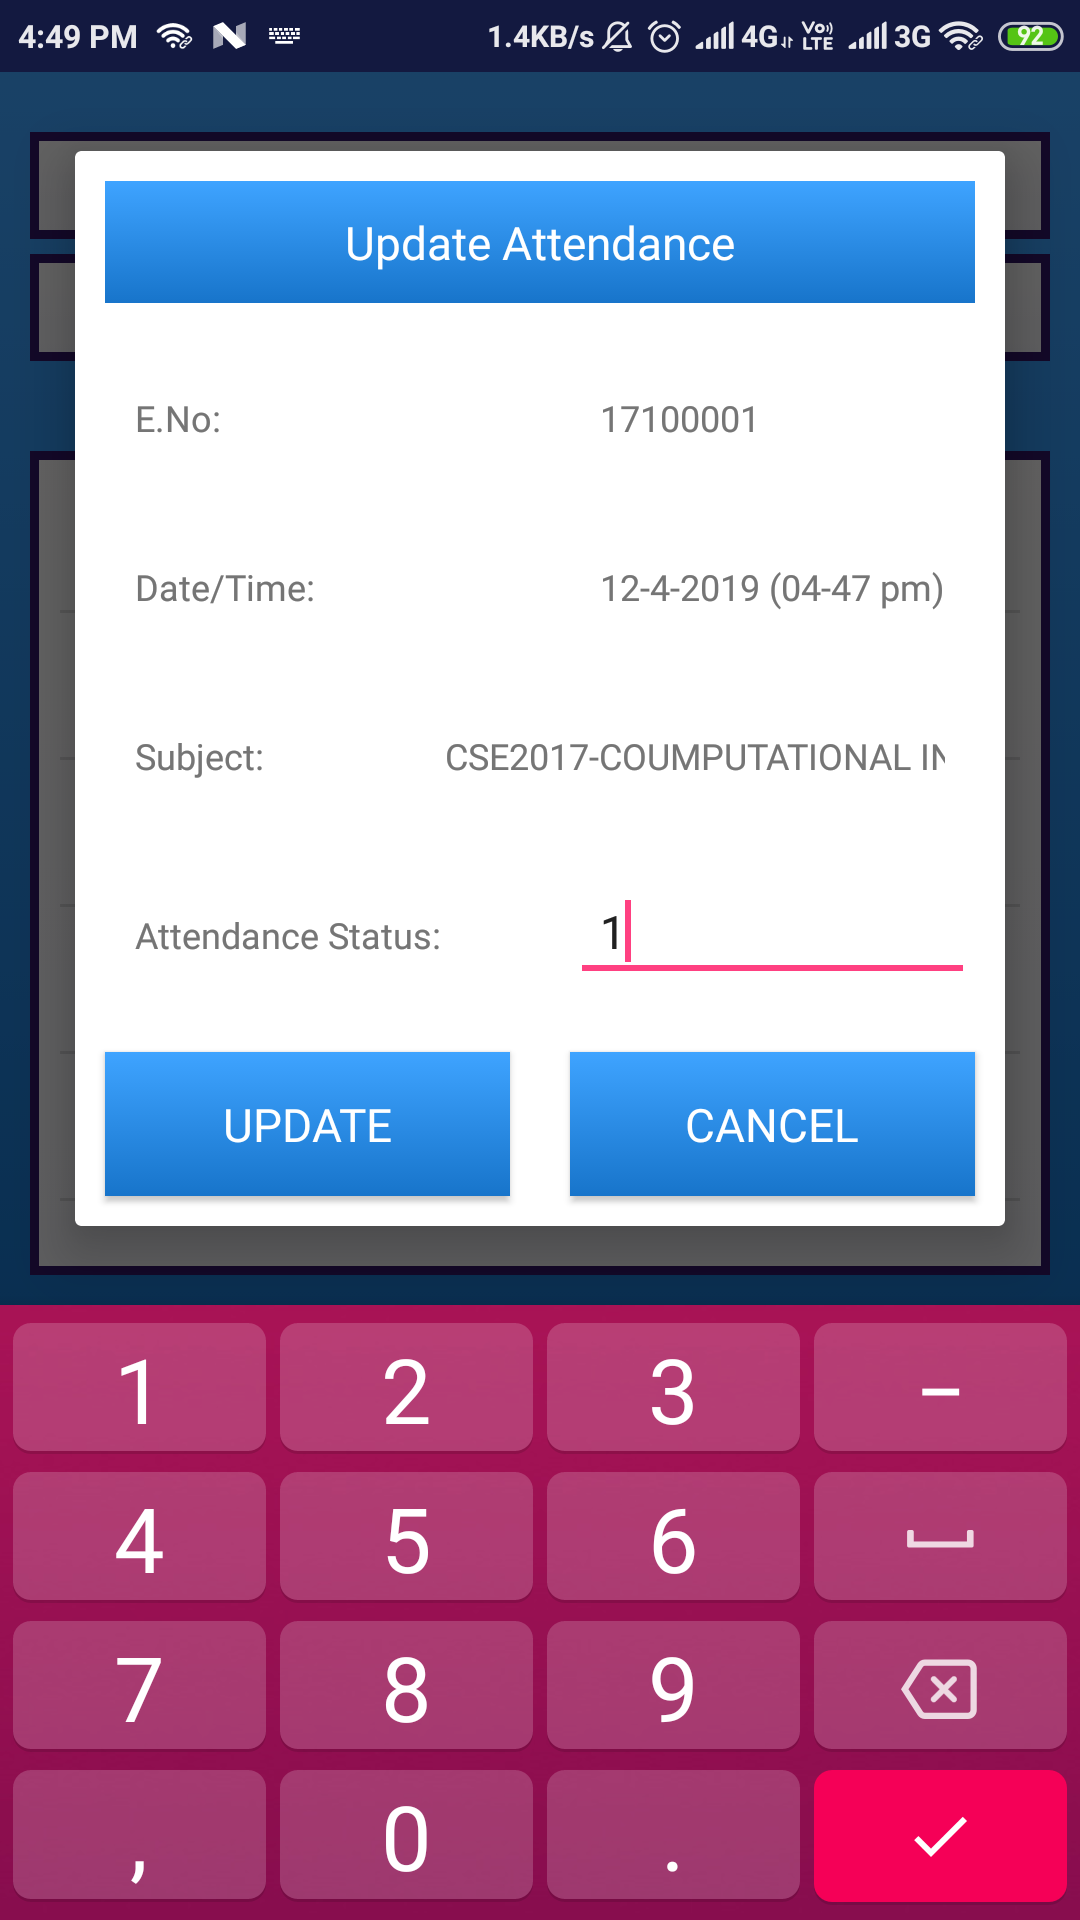 4:49 PM 1.4KB/s 4G VoLTE 3G 92
Update Attendance
E.No: 17100001
Date/Time: 12-4-2019 (04-47 pm)
Subject: CSE2017-COUMPUTATIONAL IN
Attendance Status: 1
UPDATE CANCEL
1 2 3 -
4 5 6
7 8 9
, 0 .